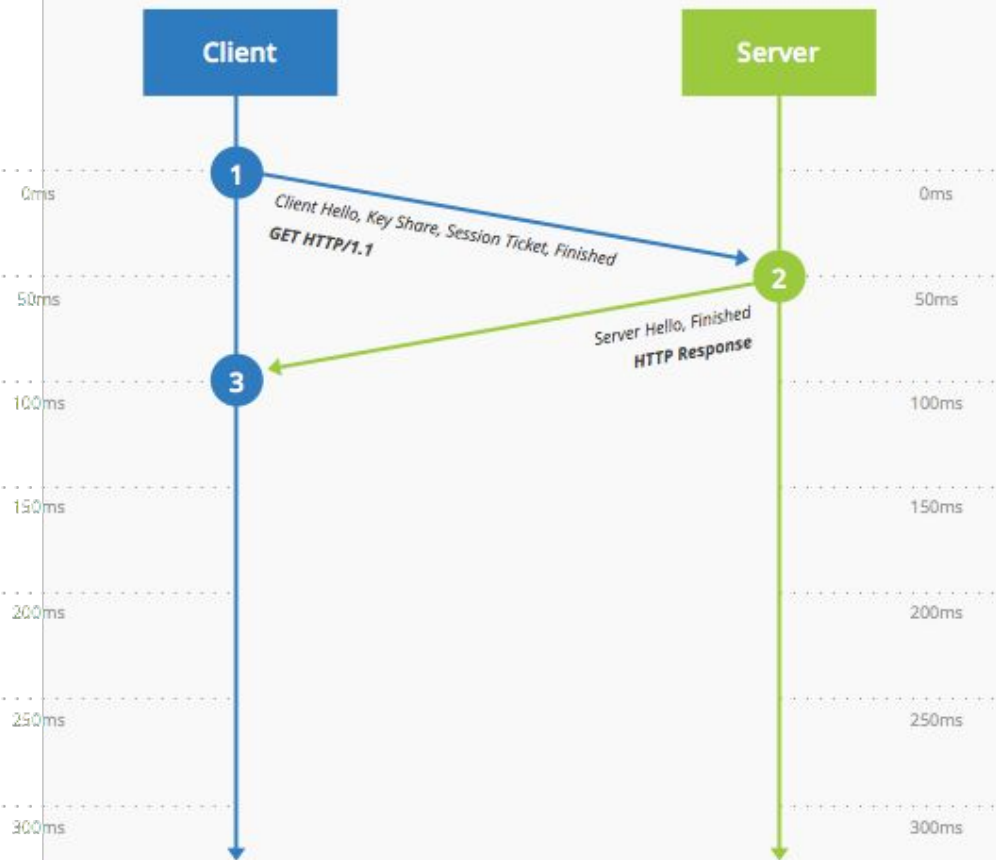 Client
Server
1
0ms
0ms
Client Hello, Key Share, Session Ticket, Finished
GET HTTP/1.1
2
50ms
50ms
Server Hello, Finished
HTTP Response
3
100ms
100ms
150ms
150ms
200ms
200ms
250ms
250ms
300ms
300ms